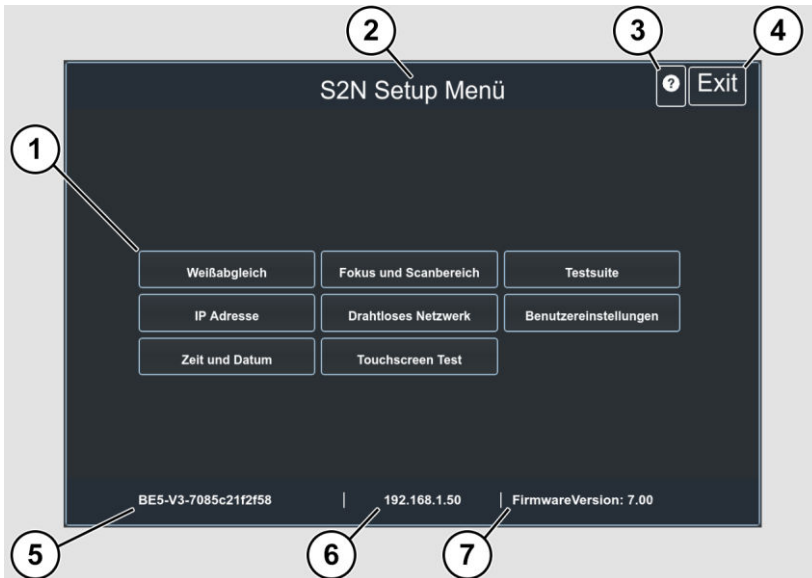 2 3 4
S2N Setup Menü ? Exit
1
Weißabgleich Fokus und Scanbereich Testsuite
IP Adresse Drahtloses Netzwerk Benutzereinstellungen
Zeit und Datum Touchscreen Test
BE5-V3-7085c21f2f58 | 192.168.1.50 | FirmwareVersion: 7.00
5 6 7